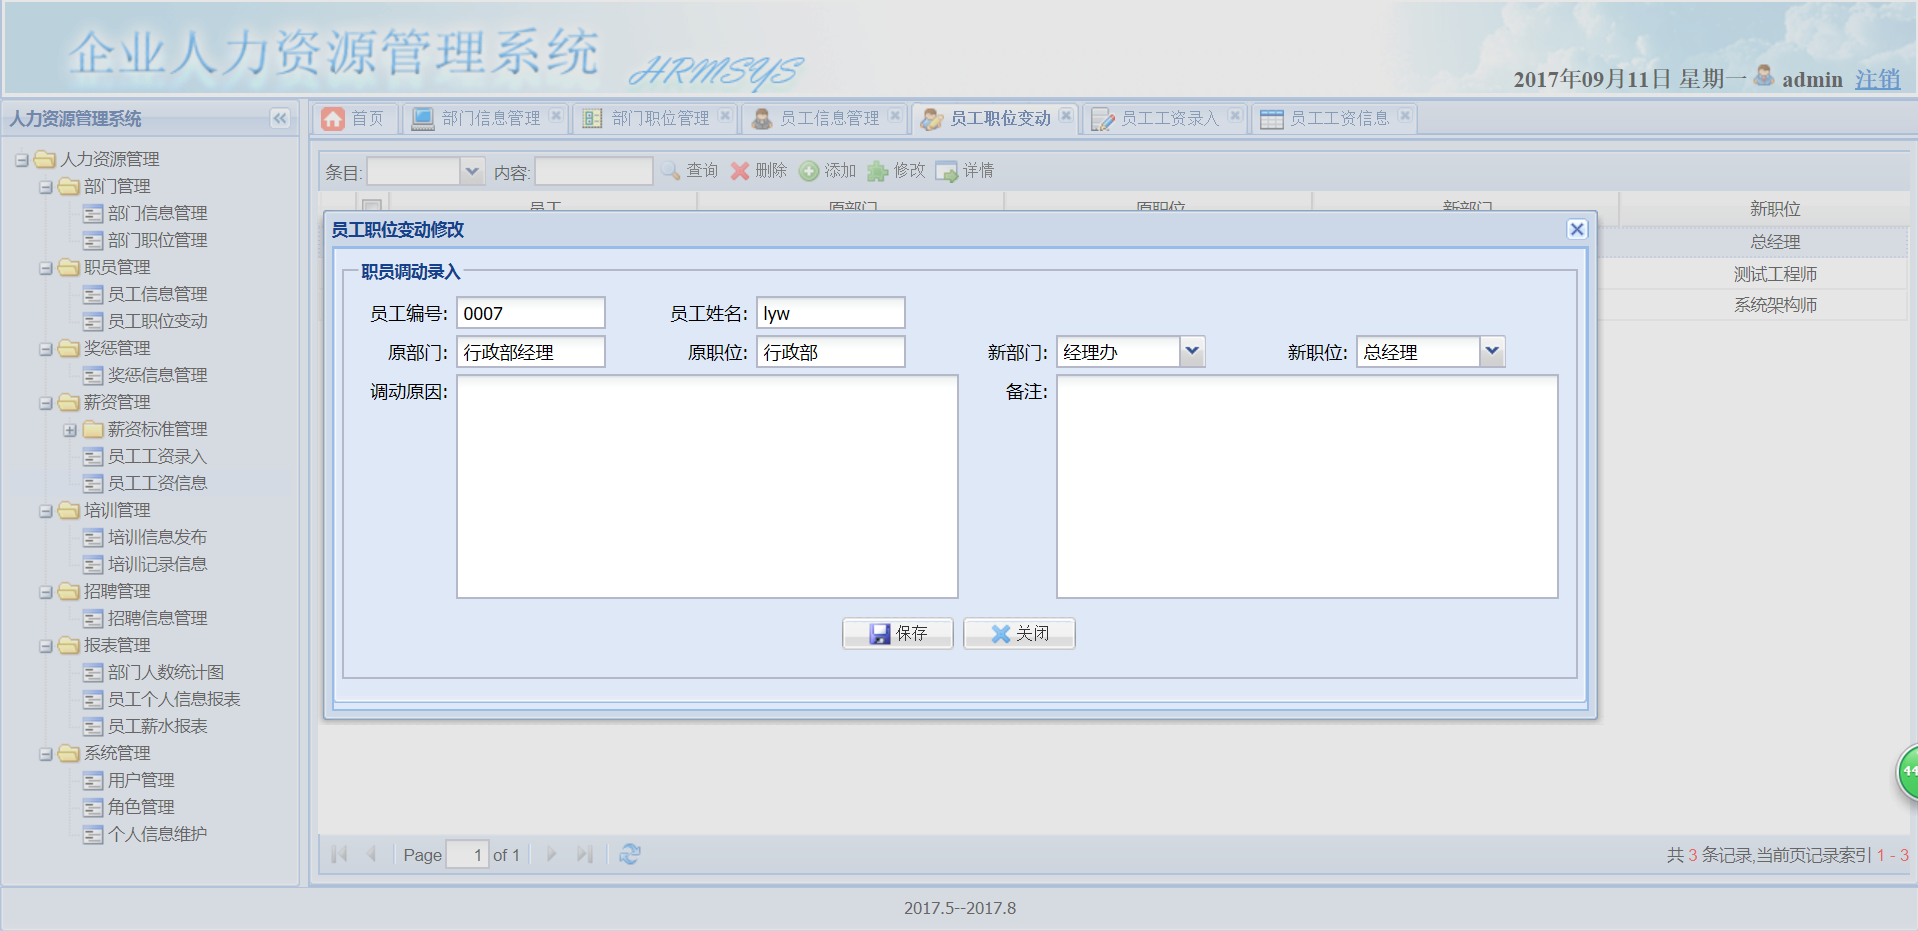 企业人力资源管理系统 HRMSYS
2017年09月11日 星期一 admin 注销
人力资源管理系统
首页 部门信息管理 部门职位管理 员工信息管理 员工职位变动 员工工资录入 员工工资信息
人力资源管理
部门管理
部门信息管理
部门职位管理
职员管理
员工信息管理
员工职位变动
奖惩管理
奖惩信息管理
薪资管理
薪资标准管理
员工工资录入
员工工资信息
培训管理
培训信息发布
培训记录信息
招聘管理
招聘信息管理
报表管理
部门人数统计图
员工个人信息报表
员工薪水报表
系统管理
用户管理
角色管理
个人信息维护
条目: 内容: 查询 删除 添加 修改 详情
员工 原部门 原职位 新部门 新职位
总经理
测试工程师
系统架构师
员工职位变动修改
职员调动录入
员工编号: 0007 员工姓名: lyw
原部门: 行政部经理 原职位: 行政部 新部门: 经理办 新职位: 总经理
调动原因: 备注:
保存 关闭
44
Page 1 of 1 共 3 条记录,当前页记录索引 1 - 3
2017.5--2017.8